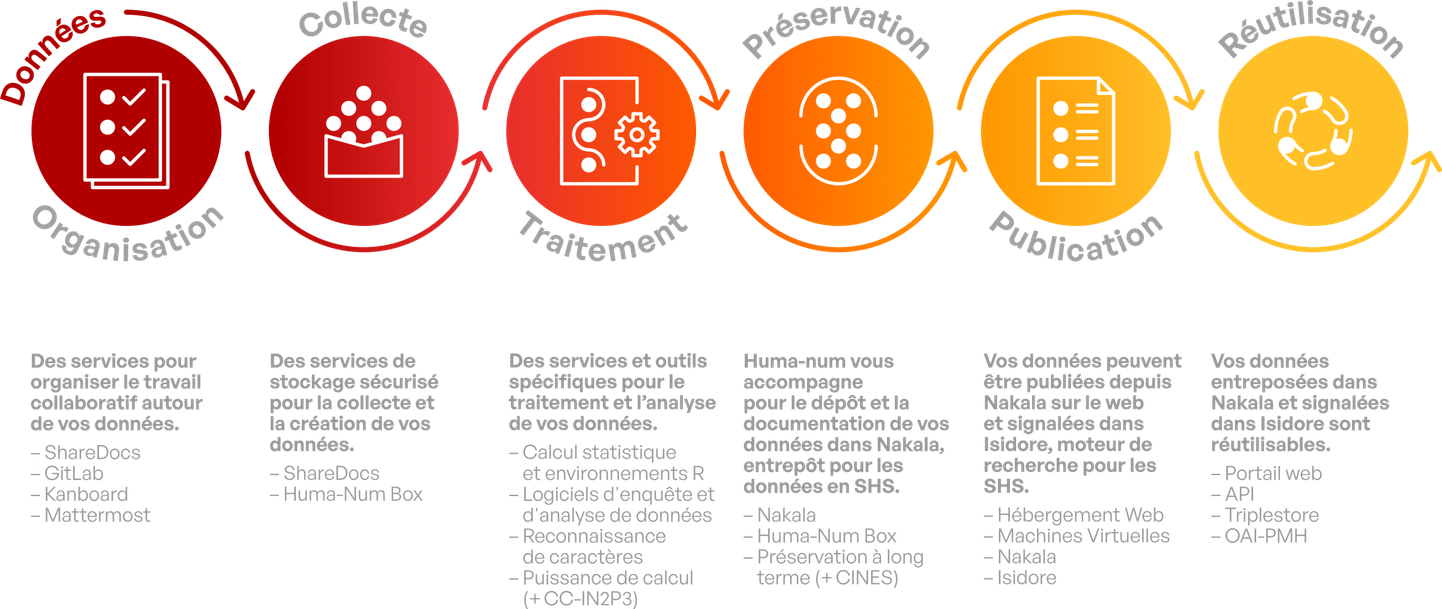 Données
Organisation
Collecte
Traitement
Préservation
Publication
Réutilisation
Des services pour
organiser le travail
collaboratif autour
de vos données.
– ShareDocs
– GitLab
– Kanboard
– Mattermost
Des services de
stockage sécurisé
pour la collecte et
la création de vos
données.
– ShareDocs
– Huma-Num Box
Des services et outils
spécifiques pour le
traitement et l’analyse
de vos données.
– Calcul statistique
et environnements R
– Logiciels d'enquête et
d'analyse de données
– Reconnaissance
de caractères
– Puissance de calcul
(+ CC-IN2P3)
Huma-num vous
accompagne
pour le dépôt et la
documentation de vos
données dans Nakala,
entrepôt pour les
données en SHS.
– Nakala
– Huma-Num Box
– Préservation à long
terme (+ CINES)
Vos données peuvent
être publiées depuis
Nakala sur le web
et signalées dans
Isidore, moteur de
recherche pour les
SHS.
– Hébergement Web
– Machines Virtuelles
– Nakala
– Isidore
Vos données
entreposées dans
Nakala et signalées
dans Isidore sont
réutilisables.
– Portail web
– API
– Triplestore
– OAI-PMH